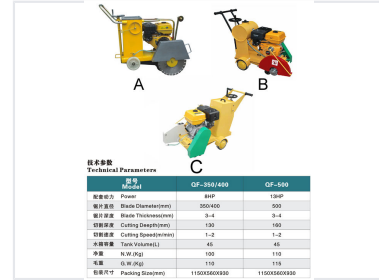 A
B
C
技术参数
Technical Parameters
型号 Model QF-350/400 QF-500
配套动力 Power 8HP 13HP
锯片直径 Blade Diameter(mm) 350/400 500
锯片深度 Blade Thickness(mm) 3-4 3-4
切割深度 Cutting Deepth(mm) 130 160
切割速度 Cutting Speed(m/min) 1-2 1-2
水箱容量 Tank Volume(L) 45 45
净重 N.W.(Kg) 100 110
毛重 G.W.(Kg) 110 115
包装尺寸 Packing Size(mm) 1150X560X930 1150X560X930